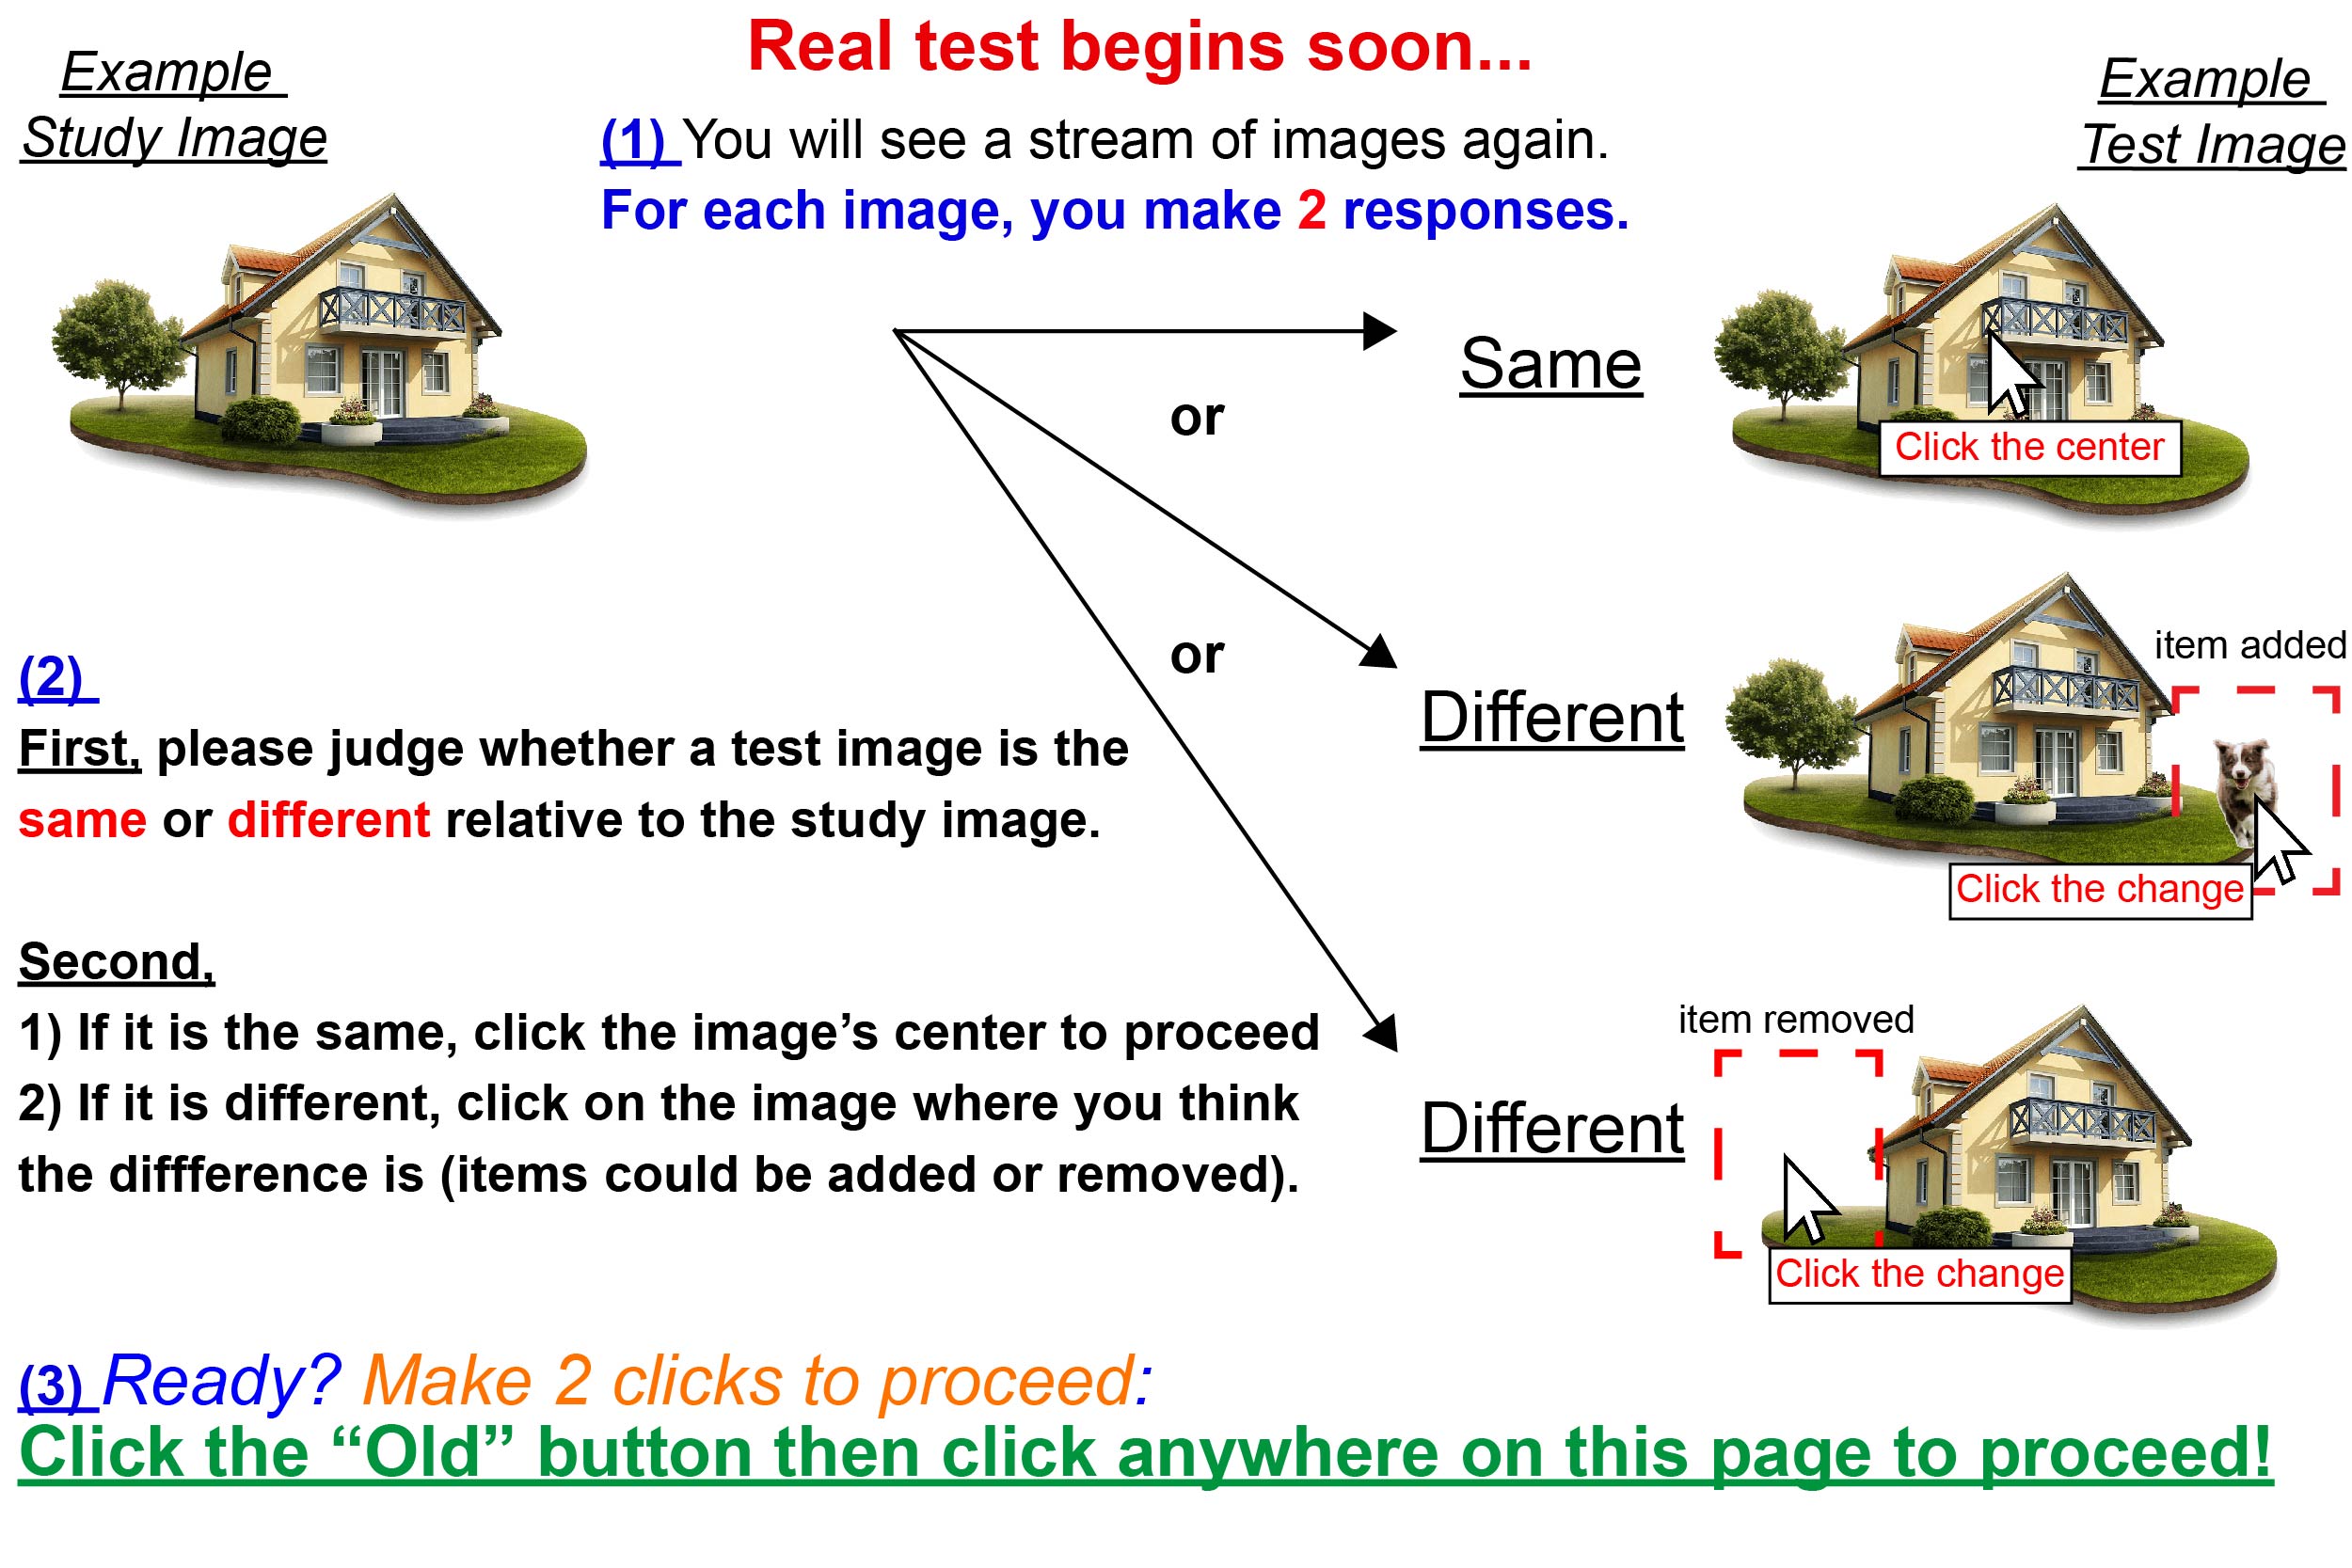 Real test begins soon...
Example
Study Image
Example
Test Image
(1) You will see a stream of images again.
For each image, you make 2 responses.
Same
or
Click the center
or
item added
Different
Click the change
(2)
First, please judge whether a test image is the
same or different relative to the study image.
Second,
1) If it is the same, click the image’s center to proceed
2) If it is different, click on the image where you think
the diffference is (items could be added or removed).
item removed
Different
Click the change
(3) Ready? Make 2 clicks to proceed:
Click the “Old” button then click anywhere on this page to proceed!